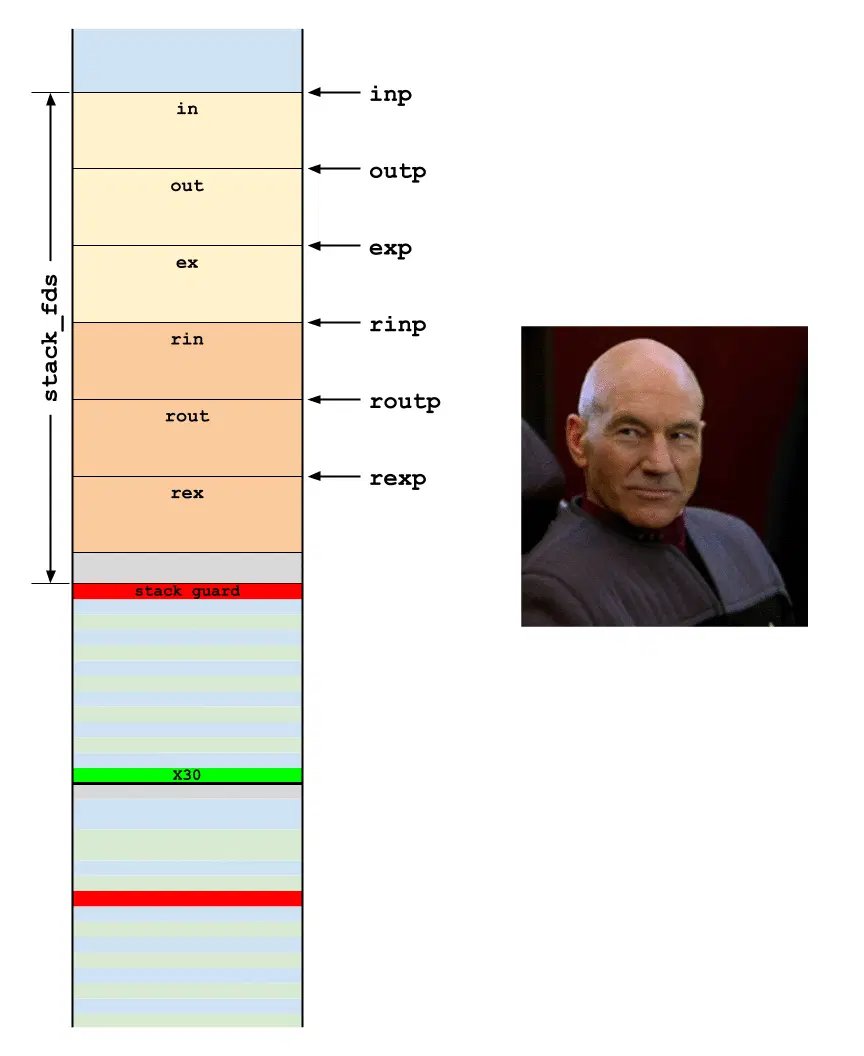 inp
in
outp
out
exp
ex
stack_fds
rinp
rin
routp
rout
rexp
rex
stack guard
X30